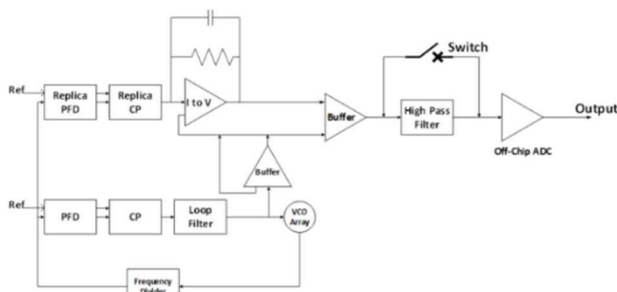 Switch
Ref
Replica
PFD
Replica
CP
I to V
Buffer
High Pass
Filter
Output
Off-Chip ADC
Buffer
Ref
PFD
CP
Loop
Filter
VCO
Array
Frequency
Divider